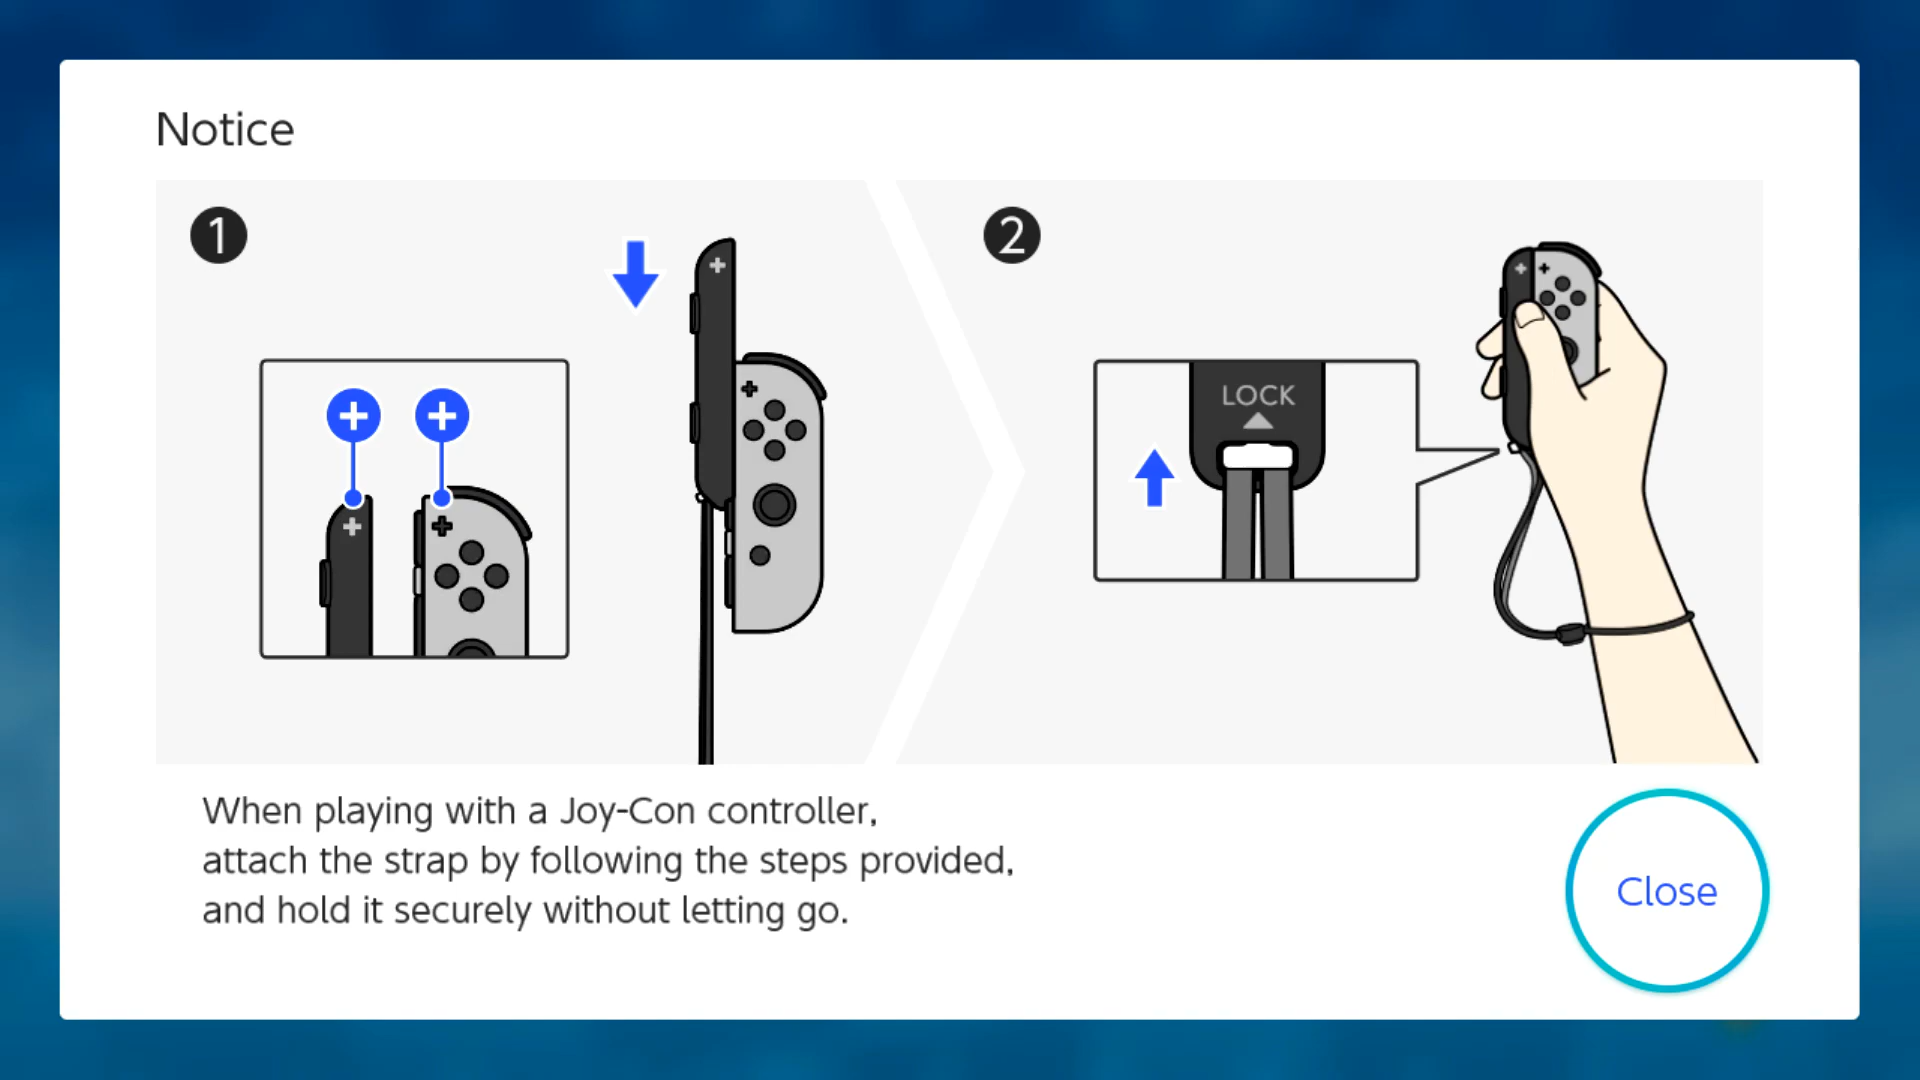 Notice
1
2
LOCK
When playing with a Joy-Con controller,
attach the strap by following the steps provided,
and hold it securely without letting go.
Close